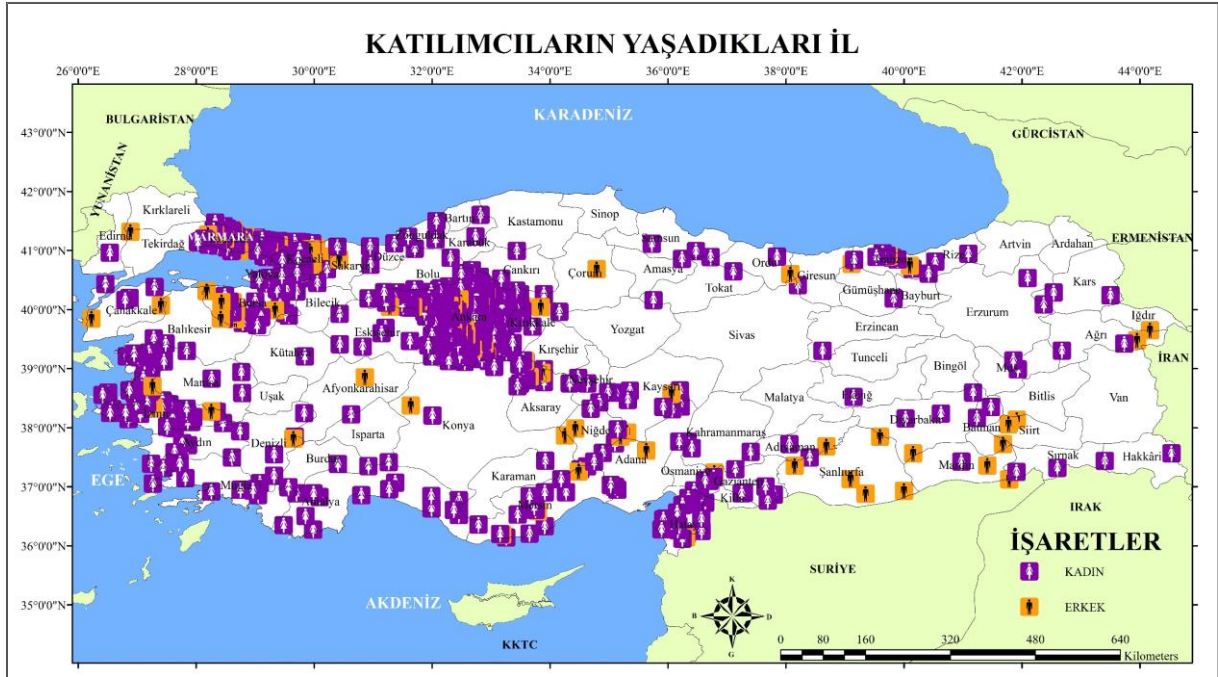 KATILIMCILARIN YAŞADIKLARI İL
26°0'0"E 28°0'0"E 30°0'0"E 32°0'0"E 34°0'0"E 36°0'0"E 38°0'0"E 40°0'0"E 42°0'0"E 44°0'0"E
43°0'0"N
42°0'0"N
41°0'0"N
40°0'0"N
39°0'0"N
38°0'0"N
37°0'0"N
36°0'0"N
35°0'0"N
BULGARİSTAN
YUNANİSTAN
KARADENİZ
GÜRCİSTAN
ERMENİSTAN
İRAN
IRAK
SURİYE
KKTC
AKDENİZ
EGE
MARMARA
Kırklareli
Edirne
Tekirdağ
Kocaeli
Yalova
Sakarya
Düzce
Zonguldak
Bartın
Karabük
Kastamonu
Sinop
Samsun
Ordu
Giresun
Trabzon
Rize
Artvin
Ardahan
Kars
Iğdır
Ağrı
Çanakkale
Balıkesir
Bursa
Bilecik
Bolu
Çankırı
Çorum
Amasya
Tokat
Gümüşhane
Bayburt
Erzurum
Erzincan
Sivas
Yozgat
Kırıkkale
Ankara
Eskişehir
Kütahya
Kırşehir
Nevşehir
Kayseri
Tunceli
Bingöl
Muş
Bitlis
Van
Manisa
Uşak
Afyonkarahisar
Aksaray
Malatya
Elazığ
Diyarbakır
Batman
Siirt
İzmir
Aydın
Denizli
Isparta
Konya
Niğde
Kahramanmaraş
Adıyaman
Şanlıurfa
Mardin
Şırnak
Hakkâri
Burdur
Muğla
Antalya
Karaman
Mersin
Adana
Osmaniye
Gaziantep
Kilis
Hatay
K
B
D
G
İŞARETLER
KADIN
ERKEK
0 40 80 160 320 480 640
Kilometers